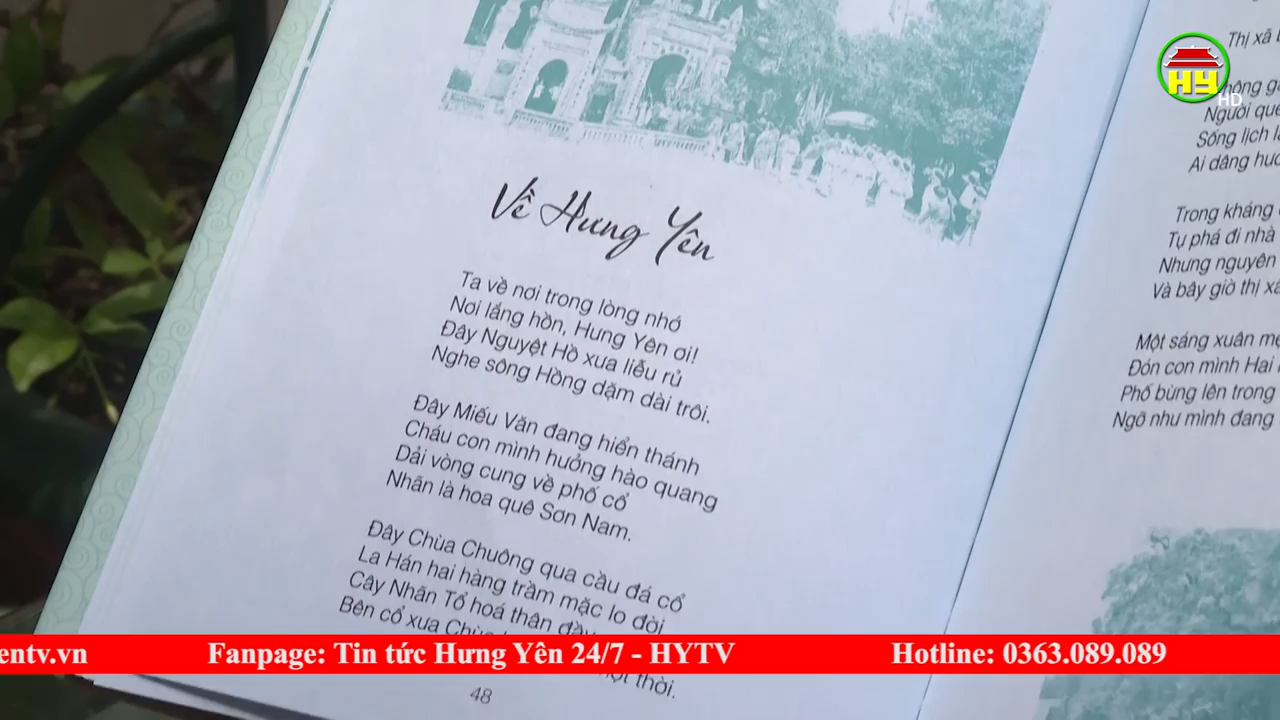 Về Hưng Yên
Ta về nơi trong lòng nhớ
Nơi lắng hồn, Hưng Yên ơi!
Đây Nguyệt Hồ xưa liễu rủ
Nghe sông Hồng dặm dài trôi.
Đây Miếu Văn đang hiển thánh
Cháu con mình hưởng hào quang
Dải vòng cung về phố cổ
Nhãn là hoa quê Sơn Nam.
Đây Chùa Chuông qua cầu đá cổ
La Hán hai hàng trầm mặc lo đời
Cây Nhãn Tổ hoá thân đầy
Bên cổ xưa
thời.
48
Thị xã
Người quê
Sống lịch
Ai dâng
Trong kháng
Tự phá đi nhà
Nhưng nguyên
Và bây giờ thị xã
Một sáng xuân
Đón con mình Hai
Phố bừng lên trong
Ngõ như mình đang
HY
HD
entv.vn Fanpage: Tin tức Hưng Yên 24/7 - HYTV Hotline: 0363.089.089